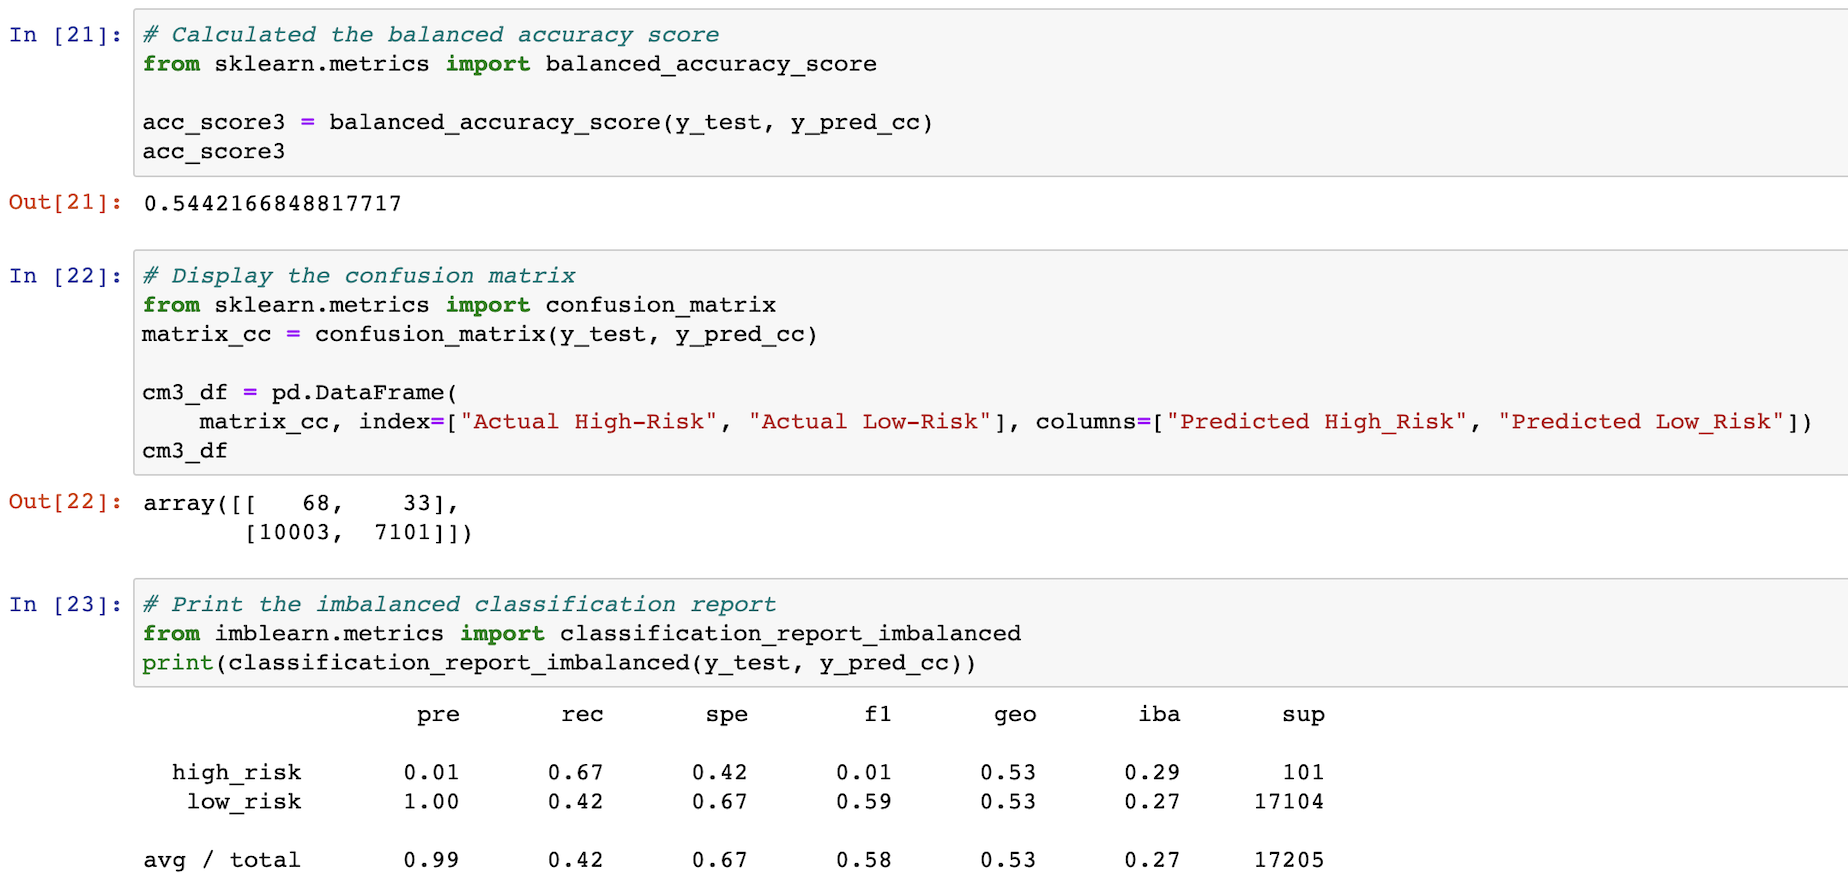 In [21]: # Calculated the balanced accuracy score
from sklearn.metrics import balanced_accuracy_score
acc_score3 = balanced_accuracy_score(y_test, y_pred_cc)
acc_score3
Out[21]: 0.5442166848817717
In [22]: # Display the confusion matrix
from sklearn.metrics import confusion_matrix
matrix_cc = confusion_matrix(y_test, y_pred_cc)
cm3_df = pd.DataFrame(
    matrix_cc, index=["Actual High-Risk", "Actual Low-Risk"], columns=["Predicted High_Risk", "Predicted Low_Risk"])
cm3_df
Out[22]: array([[   68,    33],
       [10003,  7101]])
In [23]: # Print the imbalanced classification report
from imblearn.metrics import classification_report_imbalanced
print(classification_report_imbalanced(y_test, y_pred_cc))
pre rec spe f1 geo iba sup
high_risk 0.01 0.67 0.42 0.01 0.53 0.29 101
low_risk 1.00 0.42 0.67 0.59 0.53 0.27 17104
avg / total 0.99 0.42 0.67 0.58 0.53 0.27 17205